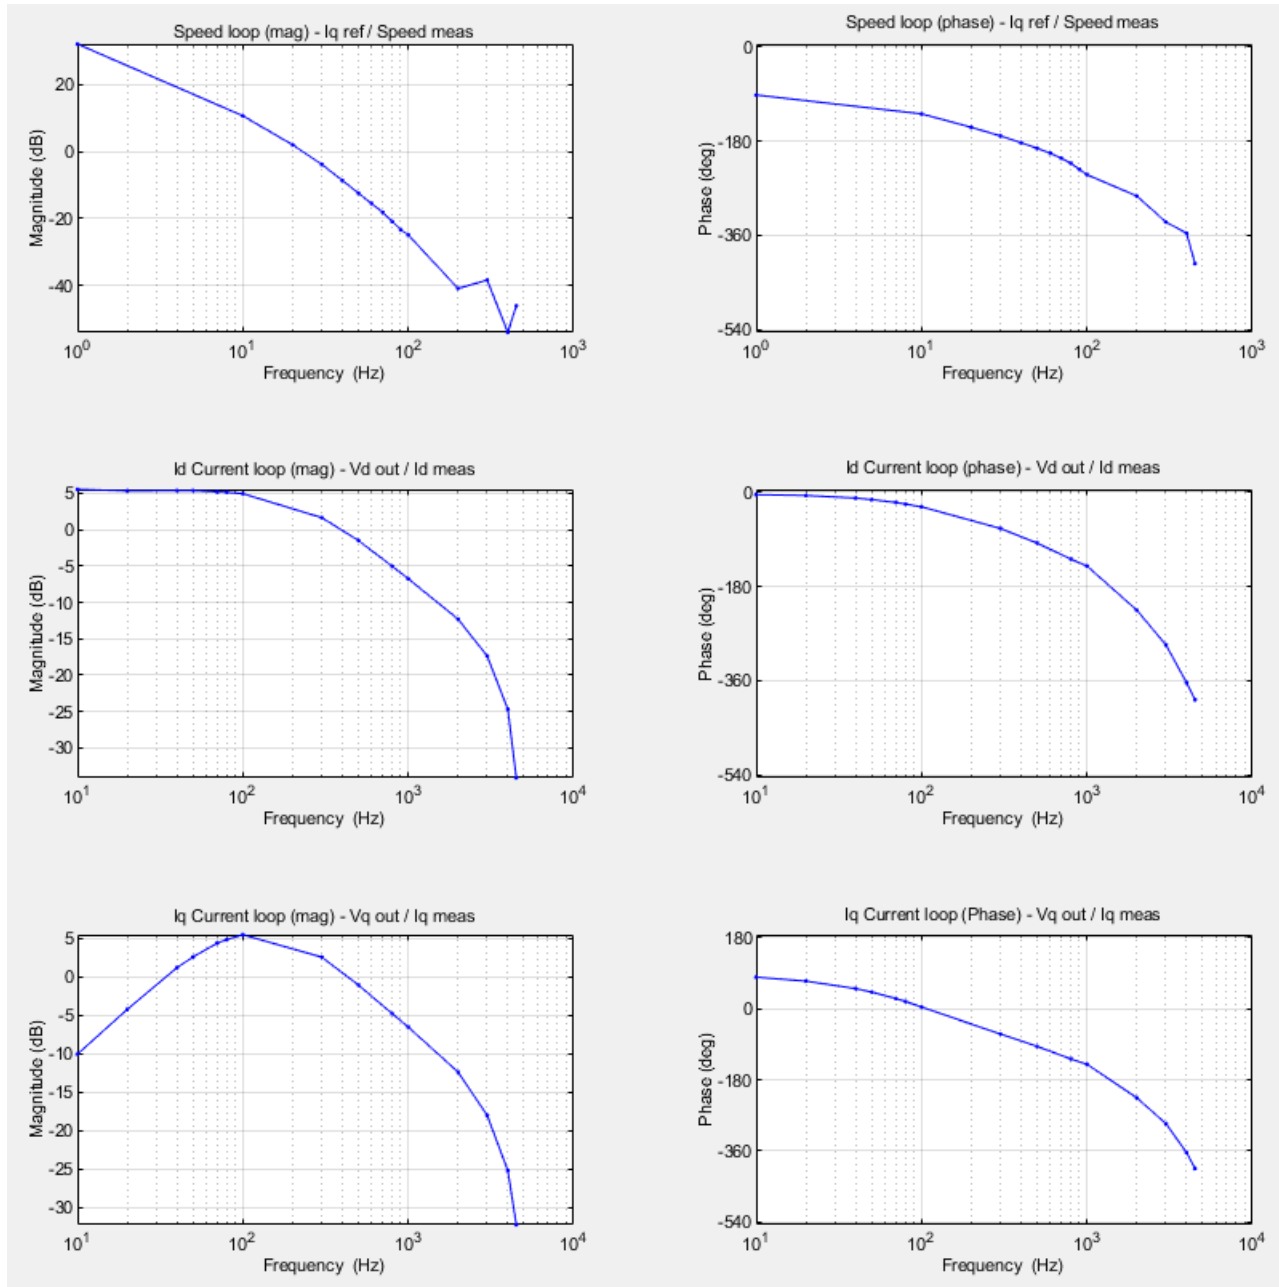 Speed loop (mag) - Iq ref / Speed meas
20
0
-20
-40
Magnitude (dB)
10^0 10^1 10^2 10^3
Frequency (Hz)
Speed loop (phase) - Iq ref / Speed meas
0
-180
-360
-540
Phase (deg)
10^0 10^1 10^2 10^3
Frequency (Hz)
Id Current loop (mag) - Vd out / Id meas
5
0
-5
-10
-15
-20
-25
-30
Magnitude (dB)
10^1 10^2 10^3 10^4
Frequency (Hz)
Id Current loop (phase) - Vd out / Id meas
0
-180
-360
-540
Phase (deg)
10^1 10^2 10^3 10^4
Frequency (Hz)
Iq Current loop (mag) - Vq out / Iq meas
5
0
-5
-10
-15
-20
-25
-30
Magnitude (dB)
10^1 10^2 10^3 10^4
Frequency (Hz)
Iq Current loop (Phase) - Vq out / Iq meas
180
0
-180
-360
-540
Phase (deg)
10^1 10^2 10^3 10^4
Frequency (Hz)